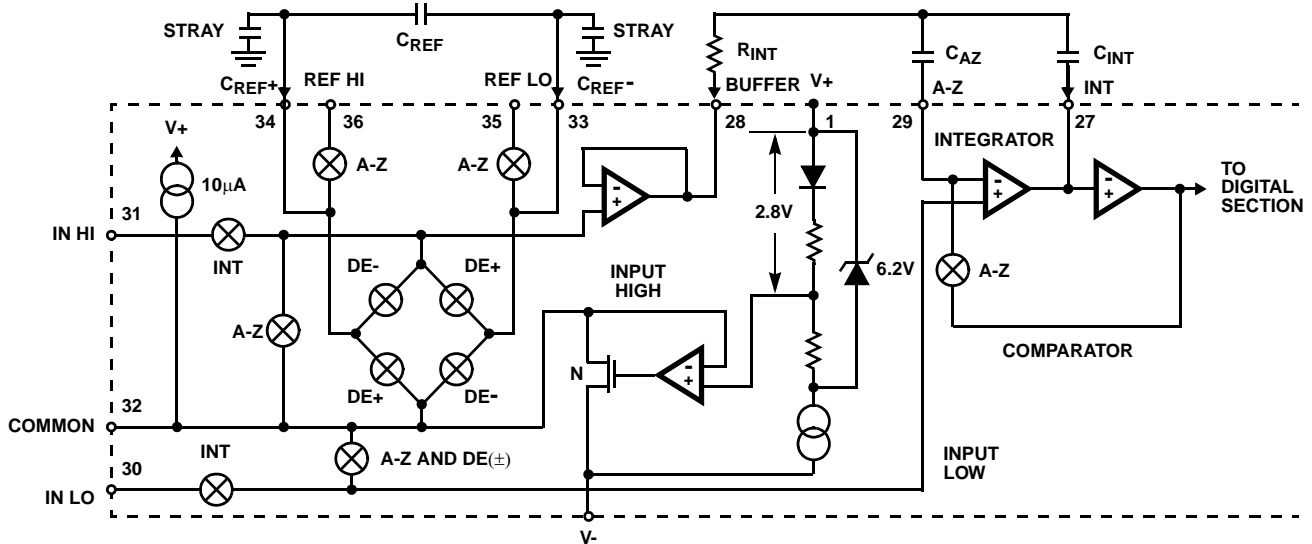 STRAY
CREF
STRAY
RINT
CAZ
CINT
CREF+
REF HI
REF LO
CREF-
BUFFER
V+
A-Z
INT
34
36
35
33
28
1
29
27
V+
10µA
A-Z
A-Z
-
+
2.8V
6.2V
INTEGRATOR
-
+
TO
DIGITAL
SECTION
31
IN HI
INT
DE-
DE+
INPUT
HIGH
A-Z
A-Z
COMPARATOR
DE+
DE-
N
-
+
32
COMMON
INT
A-Z AND DE(±)
INPUT
LOW
30
IN LO
V-